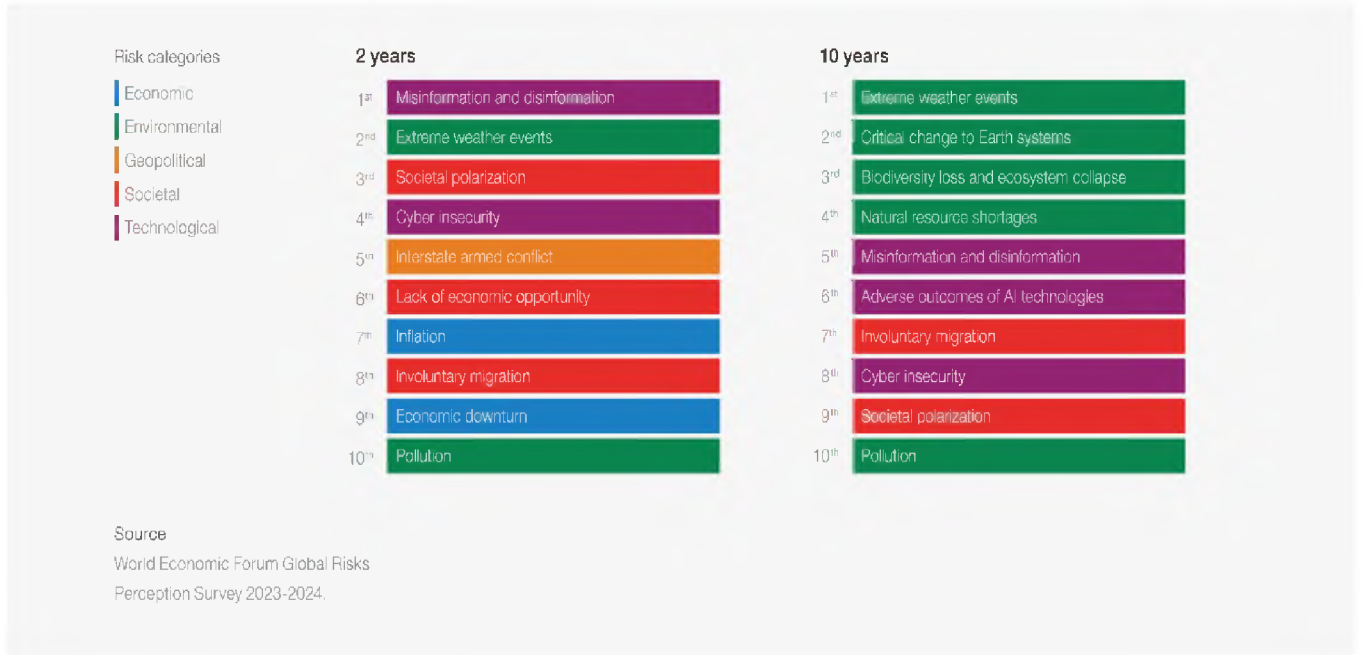 Risk categories
Economic
Environmental
Geopolitical
Societal
Technological
2 years
1st Misinformation and disinformation
2nd Extreme weather events
3rd Societal polarization
4th Cyber insecurity
5th Interstate armed conflict
6th Lack of economic opportunity
7th Inflation
8th Involuntary migration
9th Economic downturn
10th Pollution
10 years
1st Extreme weather events
2nd Critical change to Earth systems
3rd Biodiversity loss and ecosystem collapse
4th Natural resource shortages
5th Misinformation and disinformation
6th Adverse outcomes of AI technologies
7th Involuntary migration
8th Cyber insecurity
9th Societal polarization
10th Pollution
Source
World Economic Forum Global Risks
Perception Survey 2023-2024.